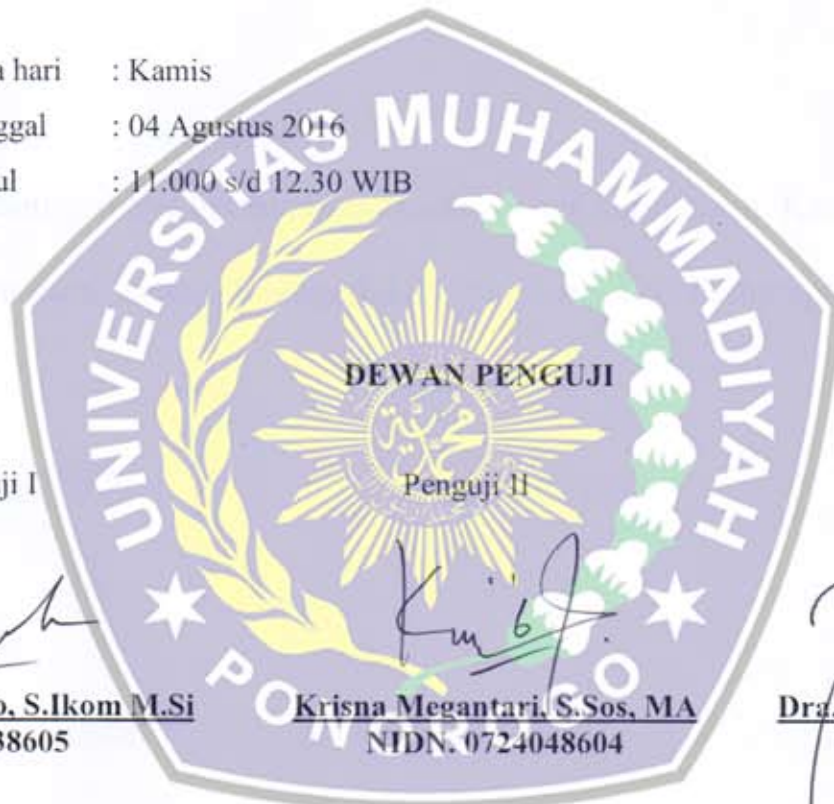 a hari : Kamis
ggal : 04 Agustus 2016
ul : 11.000 s/d 12.30 WIB
UNIVERSITAS MUHAMMADIYAH
PONOROGO
DEWAN PENGUJI
محمدية
ji I
Penguji II
o, S.Ikom M.Si
Krisna Megantari, S.Sos, MA
Dra.
38605
NIDN. 0724048604